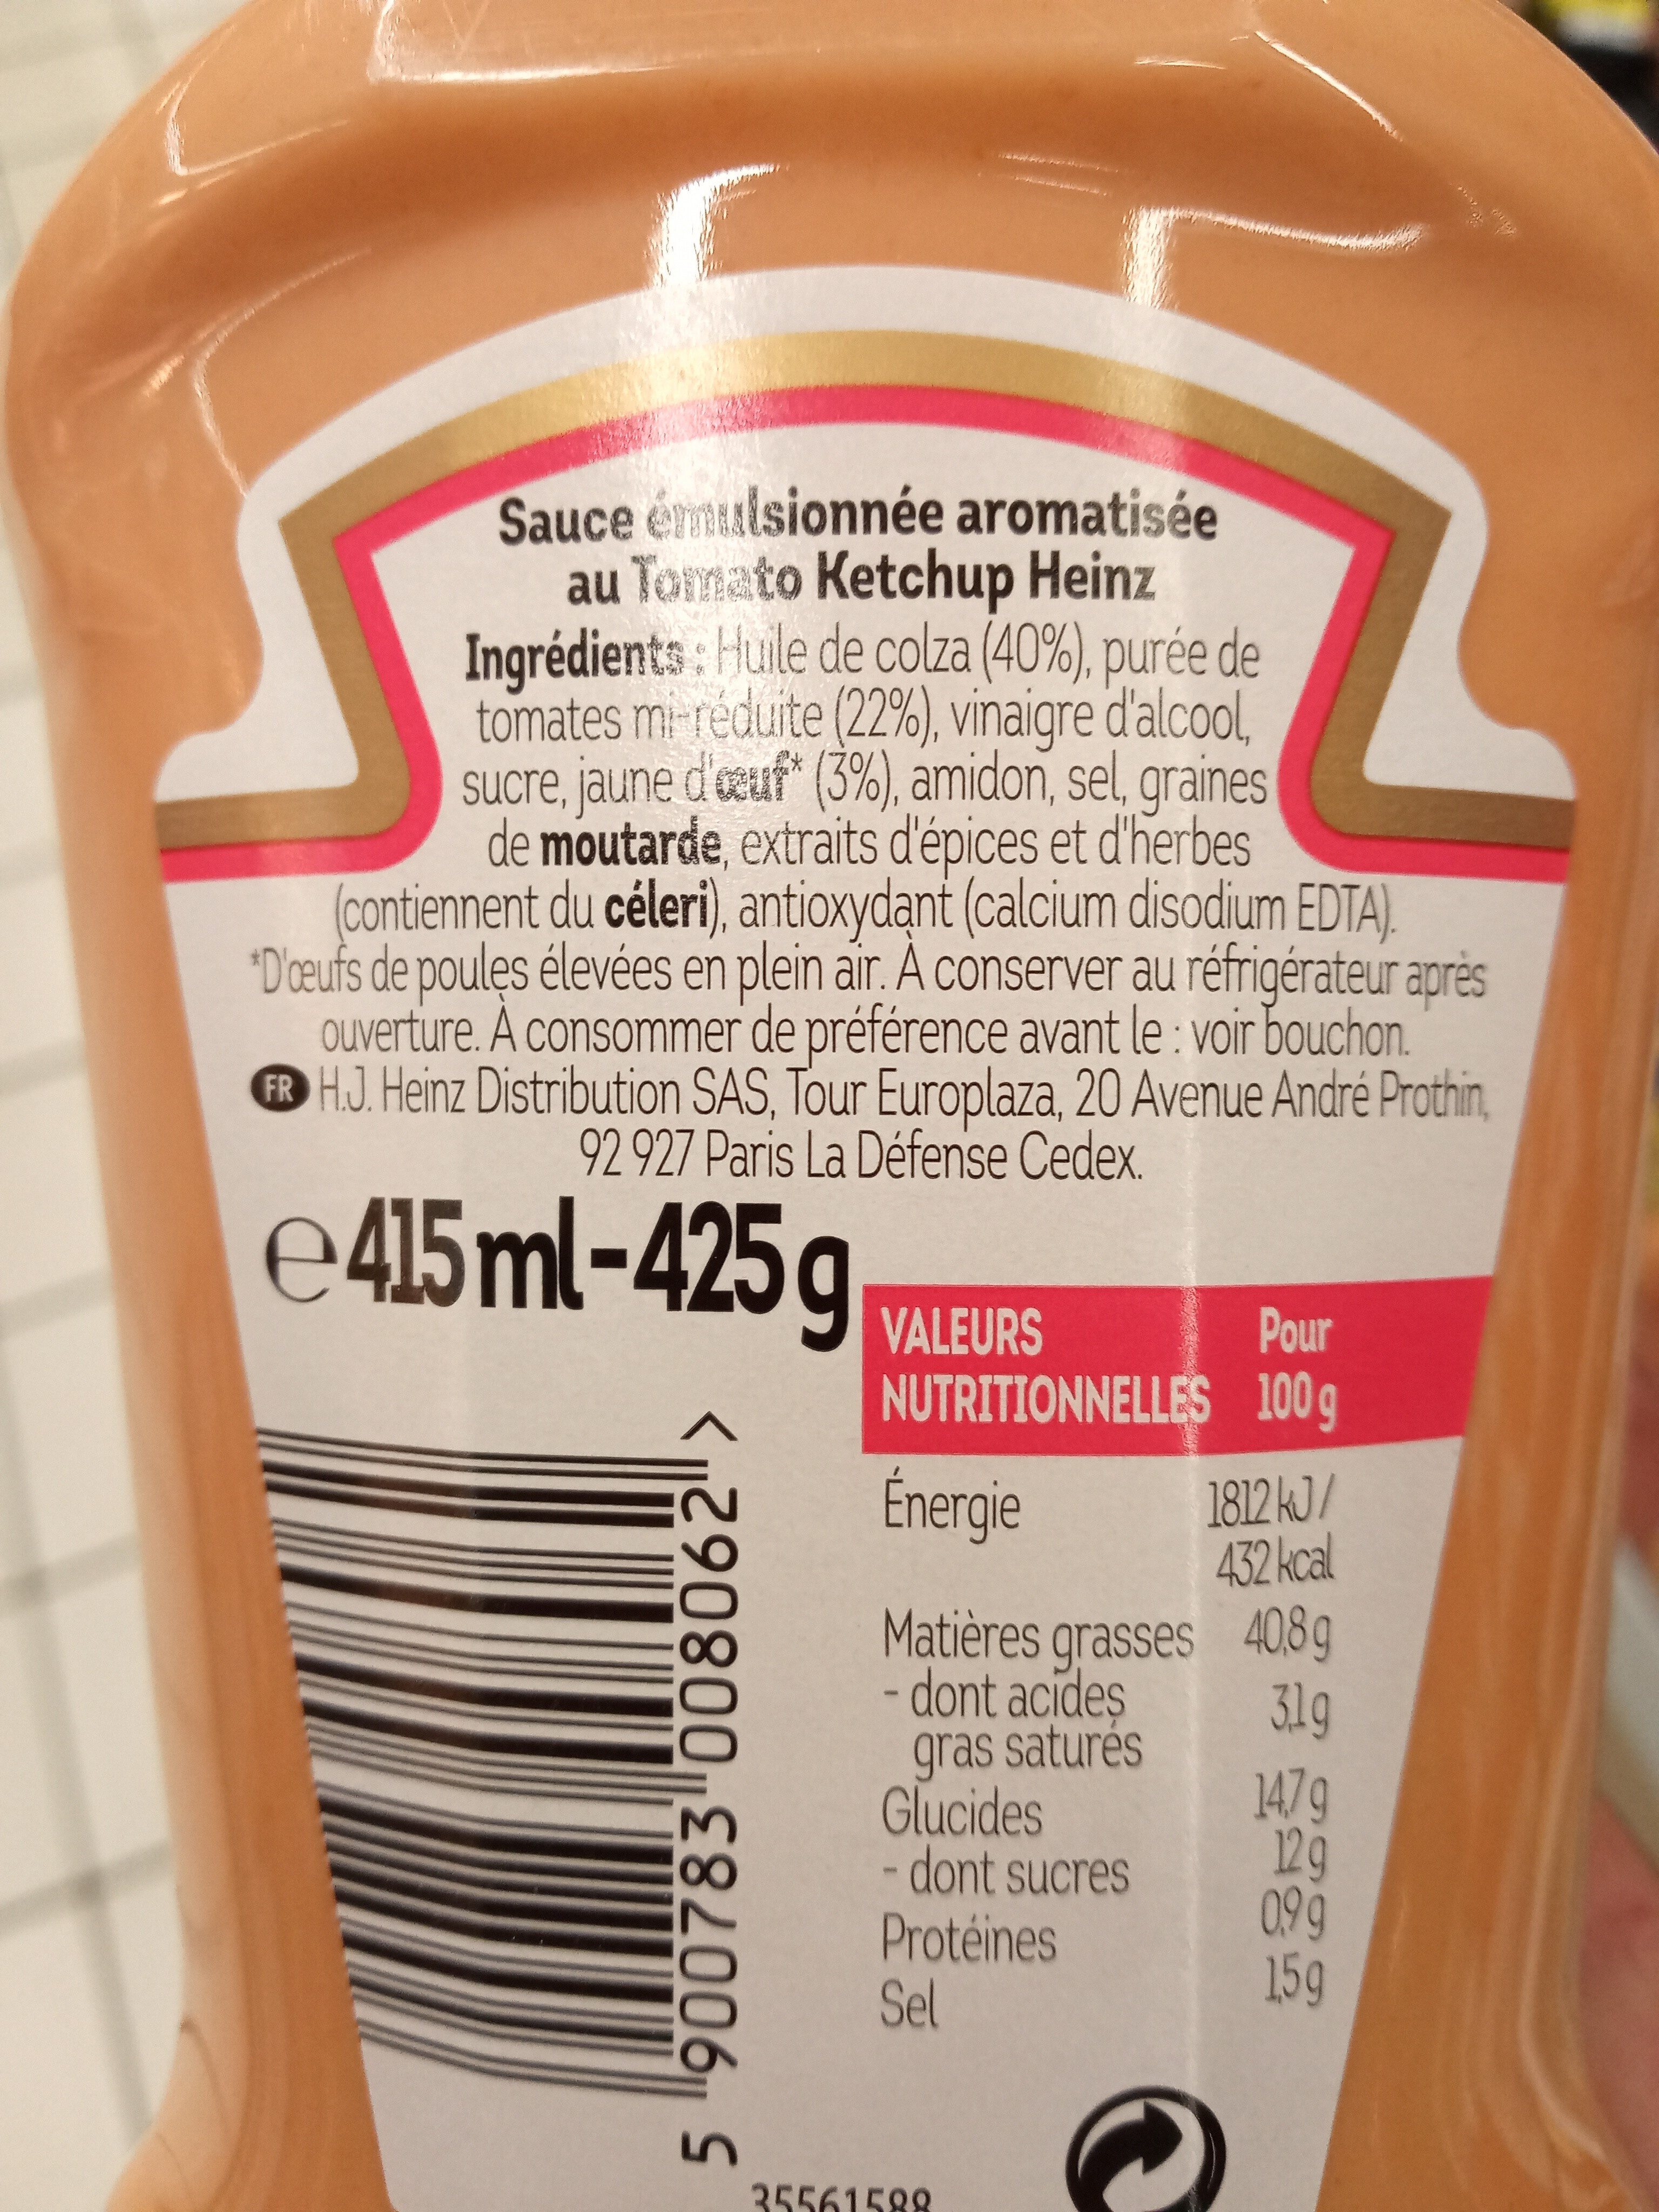 Sauce émulsionnée aromatisée
au Tomato Ketchup Heinz
Ingrédients : Huile de colza (40%), purée de
tomates mi-réduite (22%), vinaigre d'alcool,
sucre, jaune d'œuf* (3%), amidon, sel, graines
de moutarde, extraits d'épices et d'herbes
(contiennent du céleri), antioxydant (calcium disodium EDTA).
*D'œufs de poules élevées en plein air. À conserver au réfrigérateur après
ouverture. À consommer de préférence avant le : voir bouchon.
FR H.J. Heinz Distribution SAS, Tour Europlaza, 20 Avenue André Prothin,
92 927 Paris La Défense Cedex.
e 415 ml - 425 g
VALEURS NUTRITIONNELLES Pour 100 g
Énergie 1812 kJ /
432 kcal
Matières grasses 40,8 g
- dont acides
gras saturés 3,1 g
Glucides 14,7 g
- dont sucres 12 g
Protéines 0,9 g
Sel 1,5 g
5 900783 008062 >
35561588